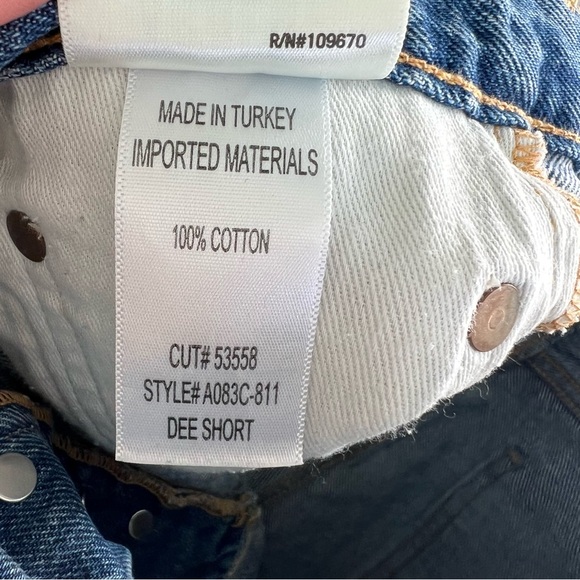 R/N#109670
MADE IN TURKEY
IMPORTED MATERIALS
100% COTTON
CUT# 53558
STYLE# A083C-811
DEE SHORT